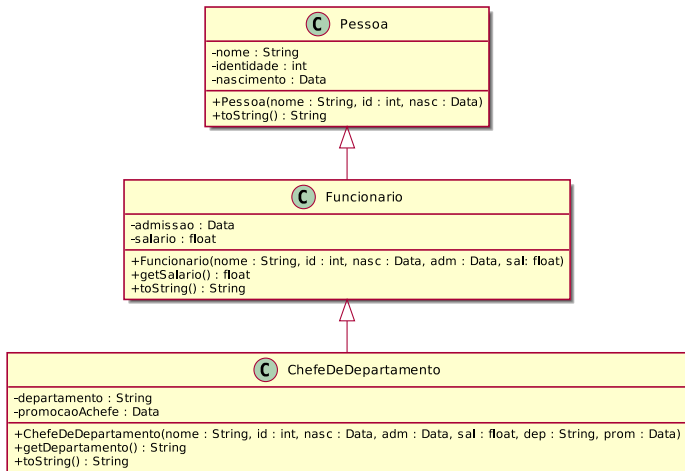 C Pessoa
-nome : String
-identidade : int
-nascimento : Data
+Pessoa(nome : String, id : int, nasc : Data)
+toString() : String
C Funcionario
-admissao : Data
-salario : float
+Funcionario(nome : String, id : int, nasc : Data, adm : Data, sal: float)
+getSalario() : float
+toString() : String
C ChefeDeDepartamento
-departamento : String
-promocaoAchefe : Data
+ChefeDeDepartamento(nome : String, id : int, nasc : Data, adm : Data, sal : float, dep : String, prom : Data)
+getDepartamento() : String
+toString() : String